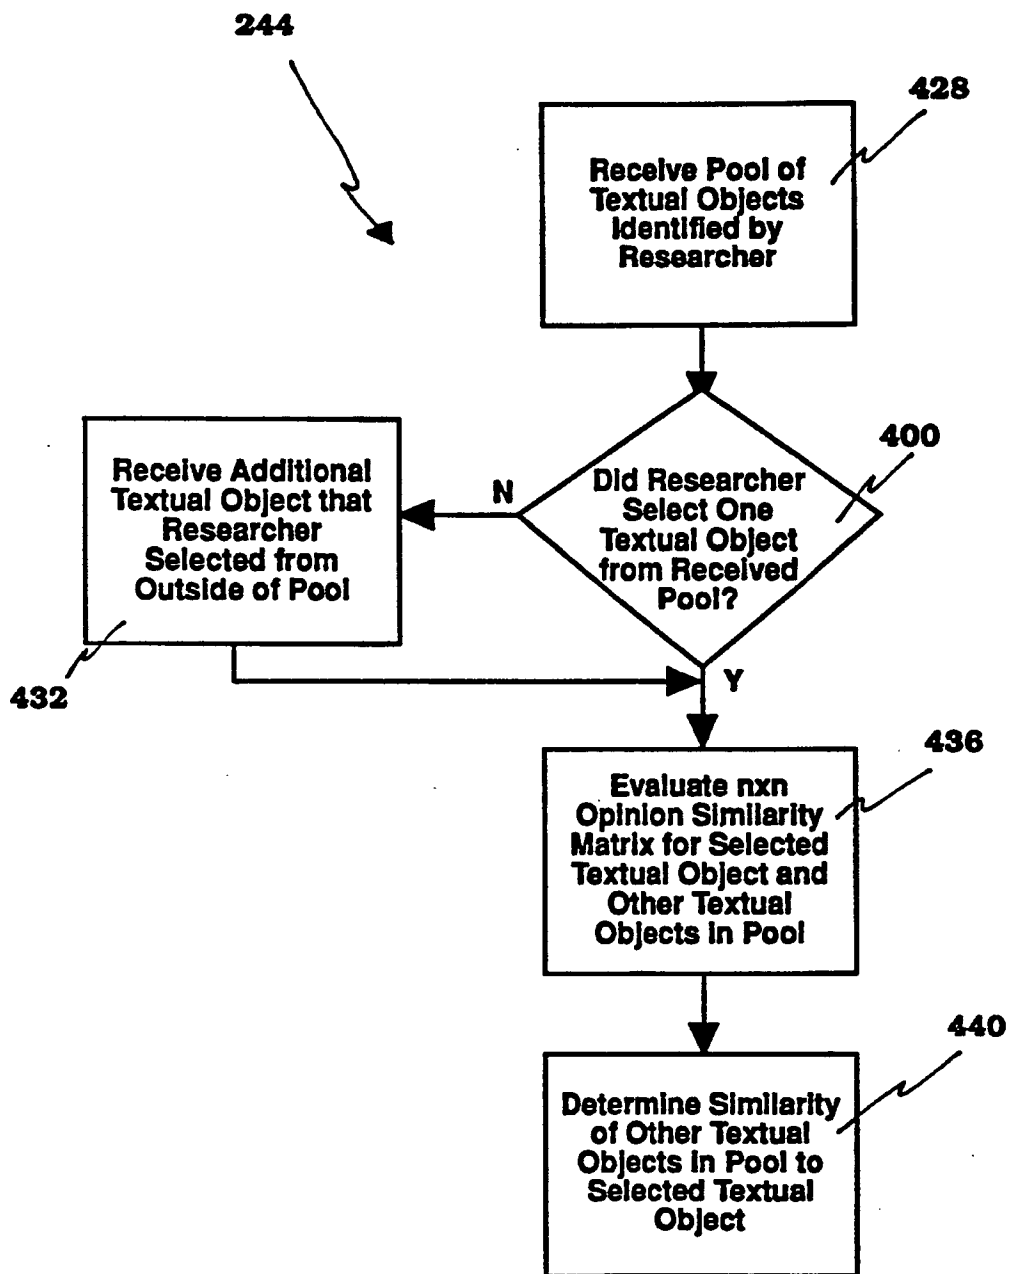 244
428
Receive Pool of
Textual Objects
Identified by
Researcher
400
Did Researcher
Select One
Textual Object
from Received
Pool?
N
Receive Additional
Textual Object that
Researcher
Selected from
Outside of Pool
432
Y
436
Evaluate nxn
Opinion Similarity
Matrix for Selected
Textual Object and
Other Textual
Objects in Pool
440
Determine Similarity
of Other Textual
Objects in Pool to
Selected Textual
Object